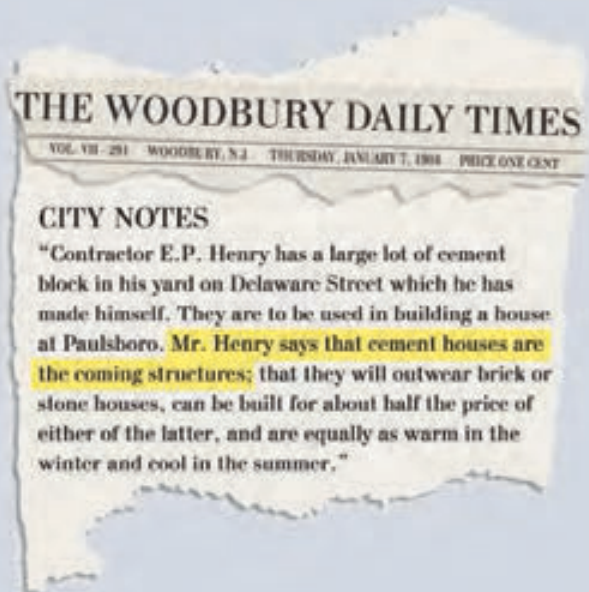 THE WOODBURY DAILY TIMES
VOL. VII - 291 WOODBURY, N.J. THURSDAY, JANUARY 7, PRICE ONE CENT
CITY NOTES
“Contractor E.P. Henry has a large lot of cement
block in his yard on Delaware Street which he has
made himself. They are to be used in building a house
at Paulsboro. Mr. Henry says that cement houses are
the coming structures; that they will outwear brick or
stone houses, can be built for about half the price of
either of the latter, and are equally as warm in the
winter and cool in the summer.”